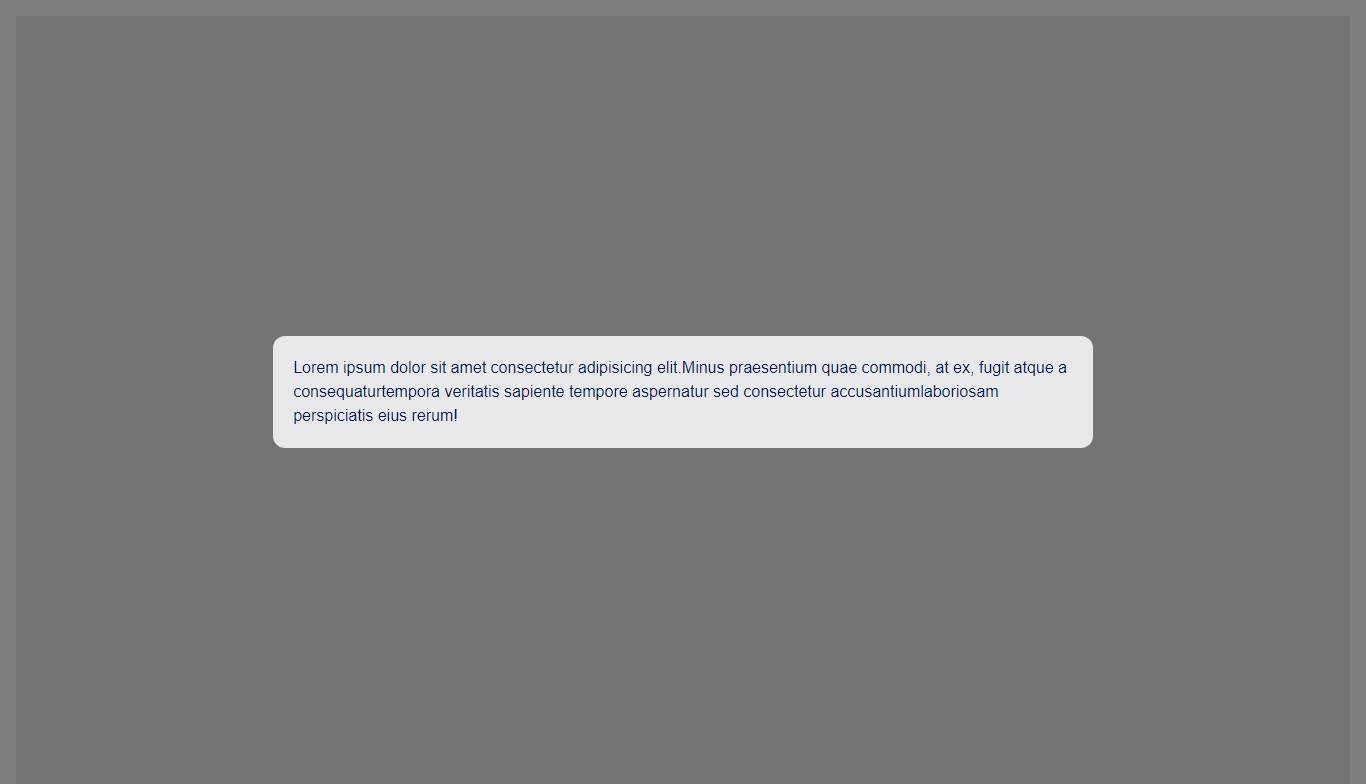 Lorem ipsum dolor sit amet consectetur adipisicing elit.Minus praesentium quae commodi, at ex, fugit atque a
consequaturtempora veritatis sapiente tempore aspernatur sed consectetur accusantiumlaboriosam
perspiciatis eius rerum!